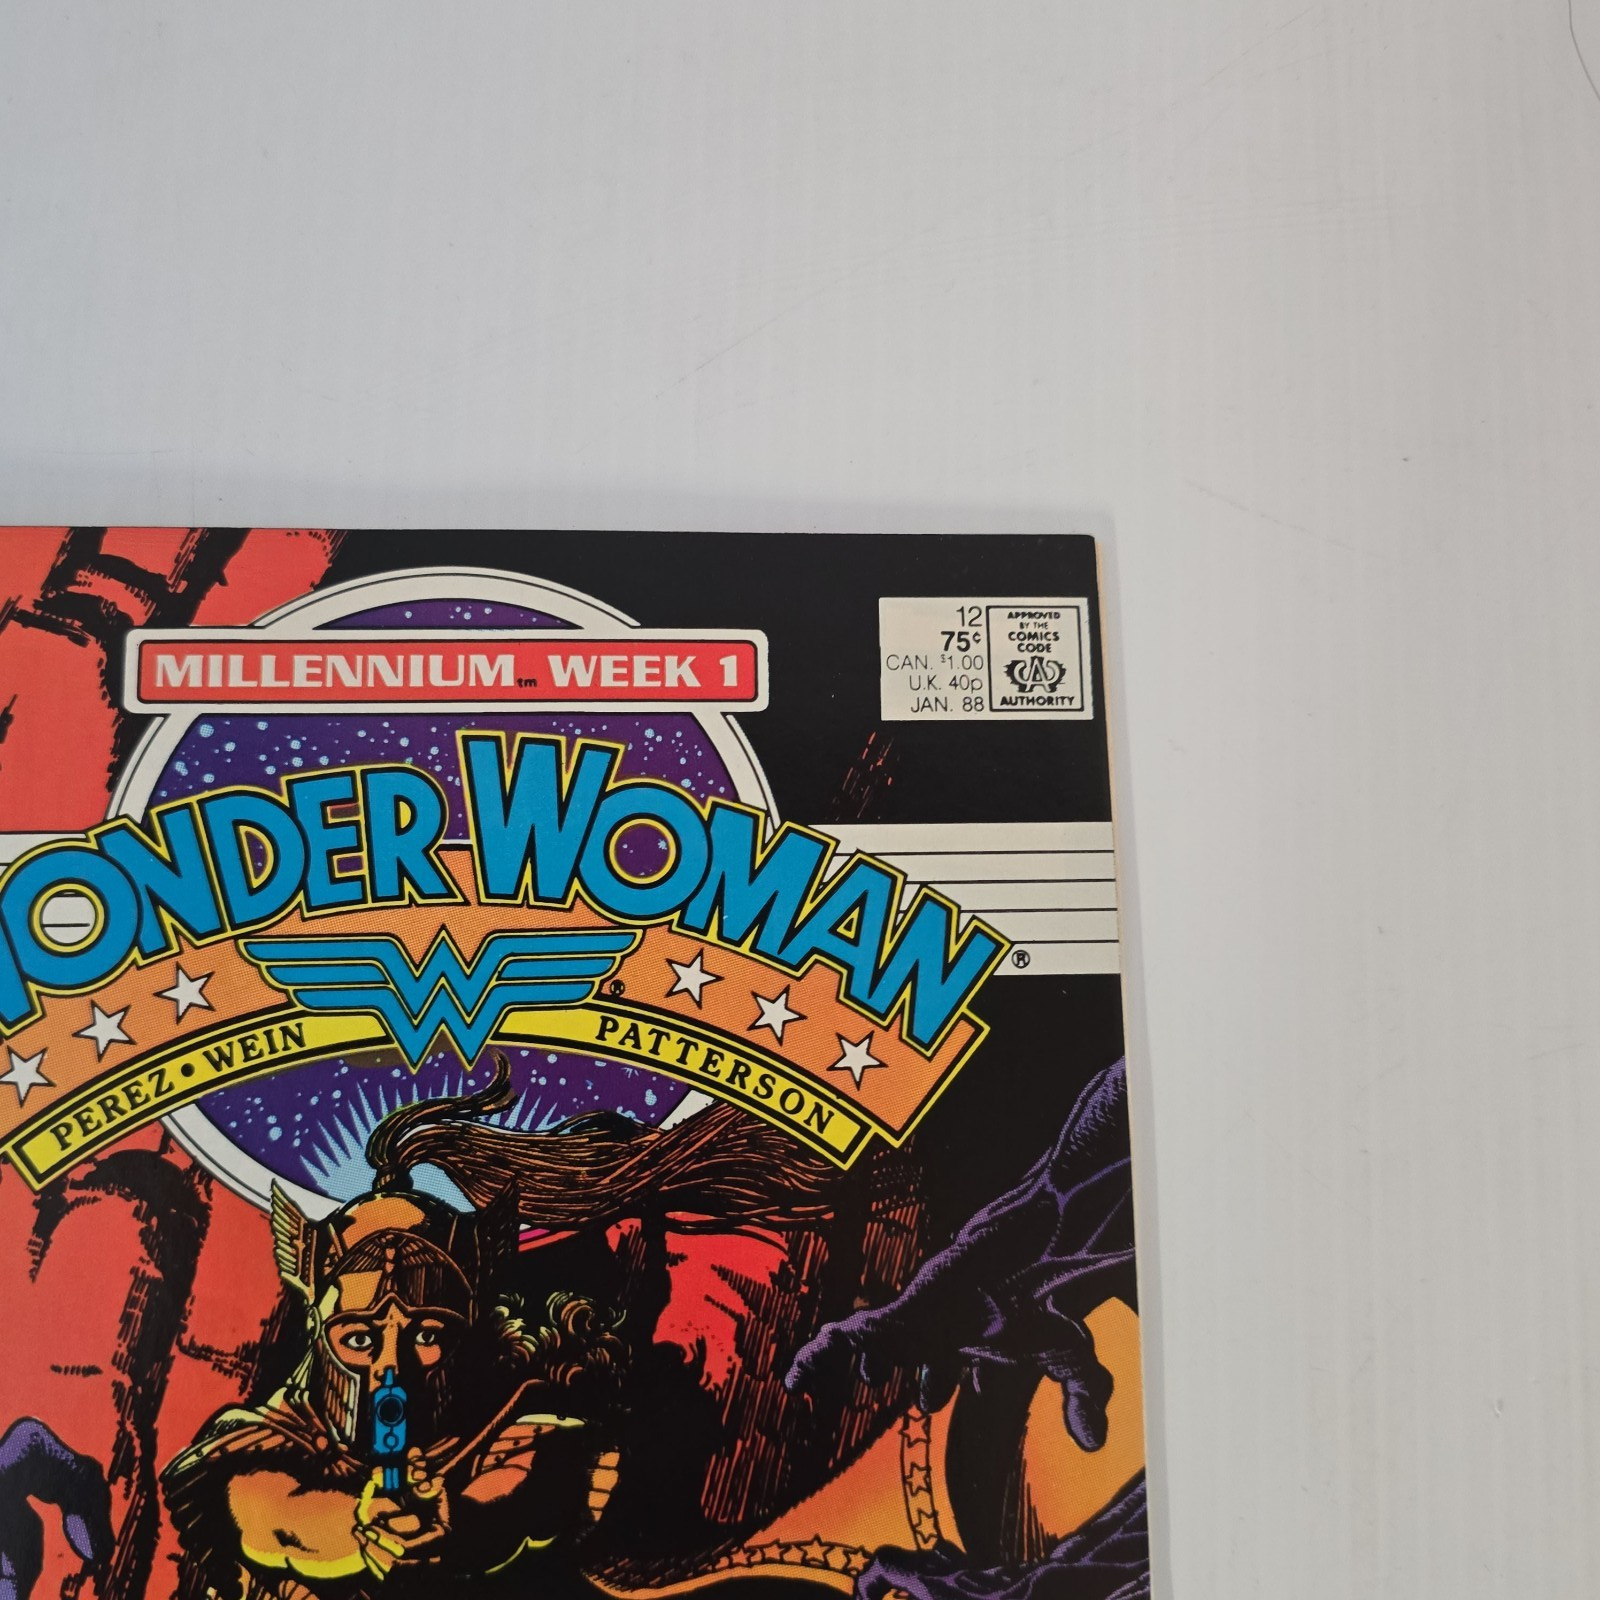 MILLENNIUM™ WEEK 1
12
75¢
CAN. $1.00
U.K. 40p
JAN. 88
APPROVED
BY THE
COMICS
CODE
CA
AUTHORITY
ONDER WOMAN®
®
PEREZ • WEIN PATTERSON